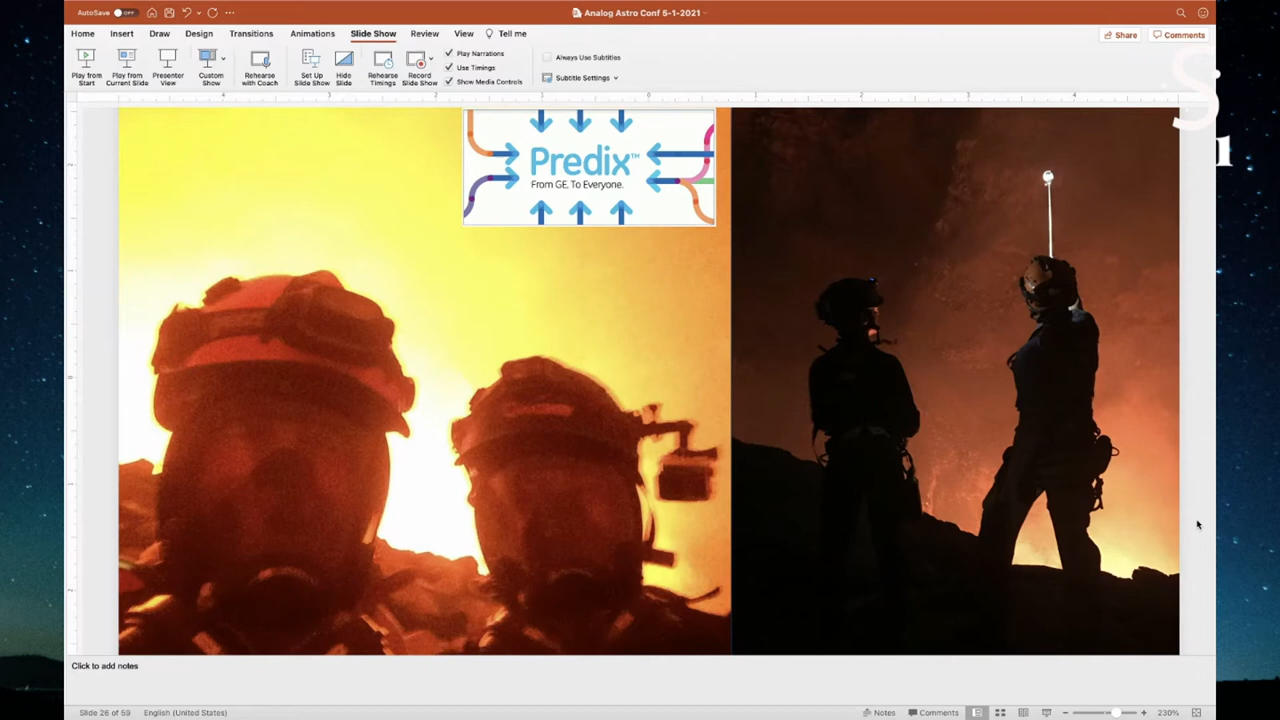 AutoSave OFF
Analog Astro Conf 5-1-2021
Home Insert Draw Design Transitions Animations Slide Show Review View Tell me
Share Comments
Play from Start
Play from Current Slide
Presenter View
Custom Show
Rehearse with Coach
Set Up Slide Show
Hide Slide
Rehearse Timings
Record Slide Show
Play Narrations
Use Timings
Show Media Controls
Always Use Subtitles
Subtitle Settings
Predix™
From GE. To Everyone.
Click to add notes
Slide 26 of 59 English (United States)
Notes Comments 230%